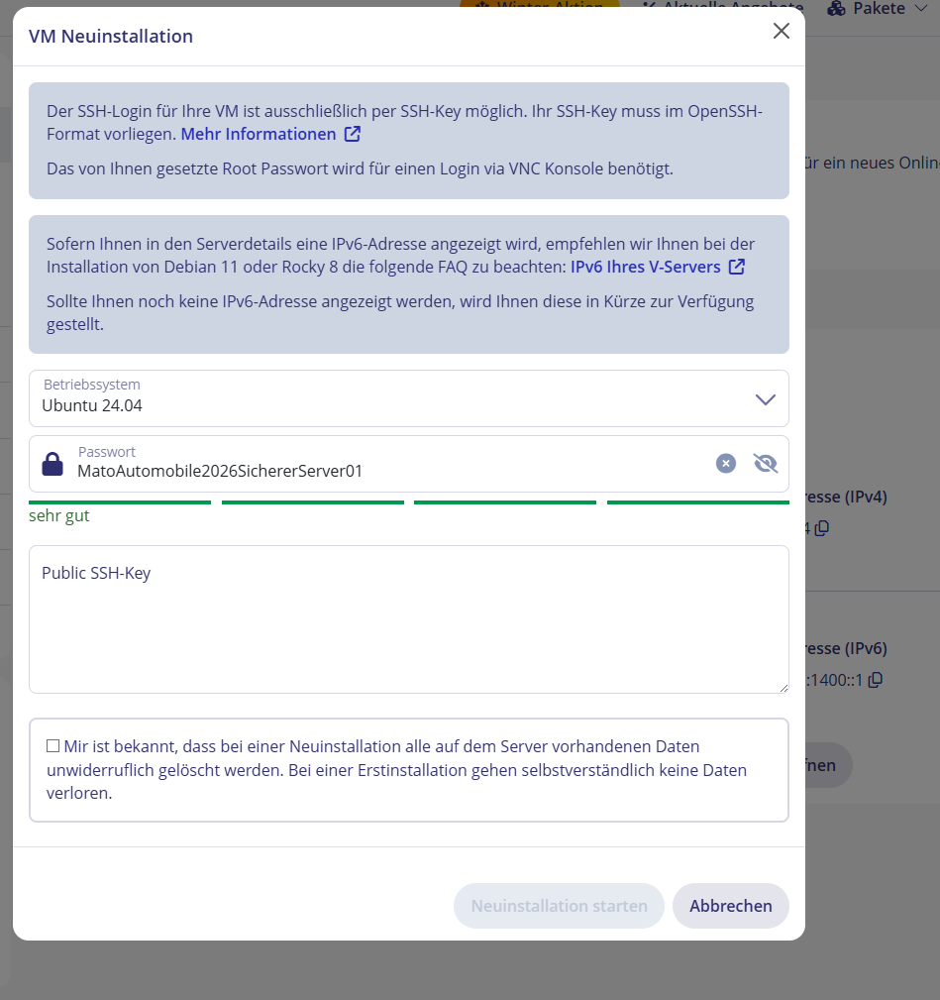 Winter-Aktion
Aktuelle Angebote
Pakete
VM Neuinstallation
Der SSH-Login für Ihre VM ist ausschließlich per SSH-Key möglich. Ihr SSH-Key muss im OpenSSH-
Format vorliegen. Mehr Informationen
Das von Ihnen gesetzte Root Passwort wird für einen Login via VNC Konsole benötigt.
ür ein neues Onlin
Sofern Ihnen in den Serverdetails eine IPv6-Adresse angezeigt wird, empfehlen wir Ihnen bei der
Installation von Debian 11 oder Rocky 8 die folgende FAQ zu beachten: IPv6 Ihres V-Servers
Sollte Ihnen noch keine IPv6-Adresse angezeigt werden, wird Ihnen diese in Kürze zur Verfügung
gestellt.
Betriebssystem
Ubuntu 24.04
Passwort
MatoAutomobile2026SichererServer01
sehr gut
resse (IPv4)
4
Public SSH-Key
resse (IPv6)
:1400::1
Mir ist bekannt, dass bei einer Neuinstallation alle auf dem Server vorhandenen Daten
unwiderruflich gelöscht werden. Bei einer Erstinstallation gehen selbstverständlich keine Daten
verloren.
fnen
Neuinstallation starten
Abbrechen